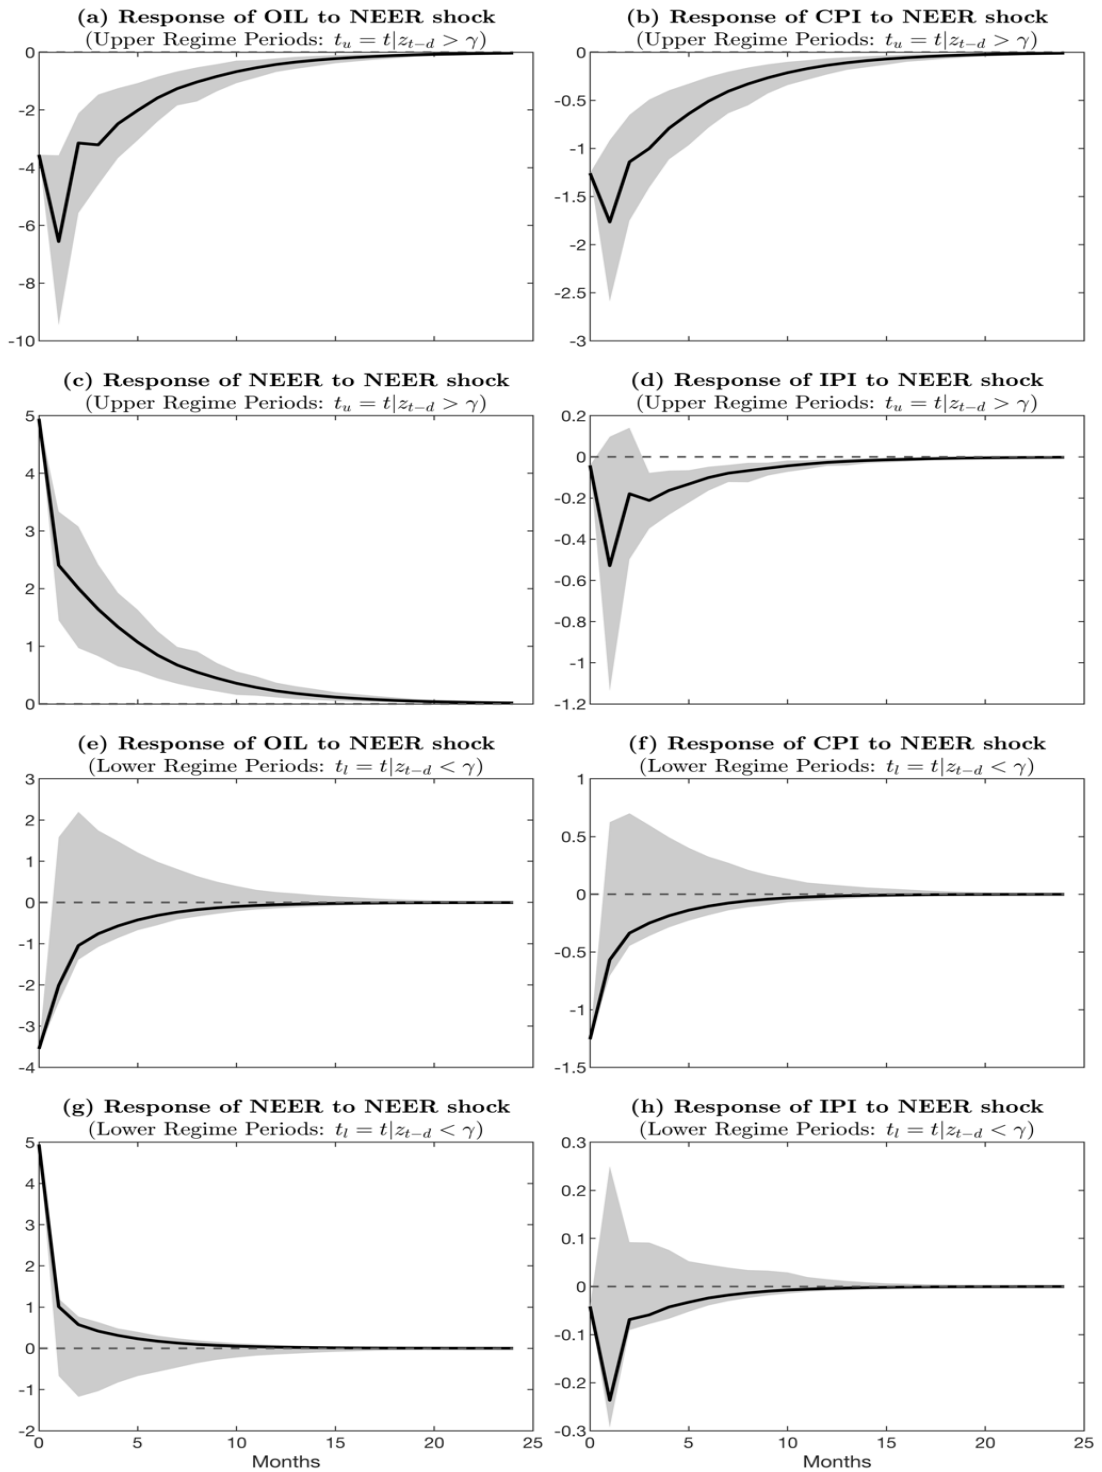 (a) Response of OIL to NEER shock
(Upper Regime Periods: t_u = t|z_{t−d} > γ)
0
-2
-4
-6
-8
-10
(b) Response of CPI to NEER shock
(Upper Regime Periods: t_u = t|z_{t−d} > γ)
0
-0.5
-1
-1.5
-2
-2.5
-3
(c) Response of NEER to NEER shock
(Upper Regime Periods: t_u = t|z_{t−d} > γ)
5
4
3
2
1
0
(d) Response of IPI to NEER shock
(Upper Regime Periods: t_u = t|z_{t−d} > γ)
0.2
0
-0.2
-0.4
-0.6
-0.8
-1
-1.2
(e) Response of OIL to NEER shock
(Lower Regime Periods: t_l = t|z_{t−d} < γ)
3
2
1
0
-1
-2
-3
-4
(f) Response of CPI to NEER shock
(Lower Regime Periods: t_l = t|z_{t−d} < γ)
1
0.5
0
-0.5
-1
-1.5
(g) Response of NEER to NEER shock
(Lower Regime Periods: t_l = t|z_{t−d} < γ)
5
4
3
2
1
0
-1
-2
0 5 10 15 20 25
Months
(h) Response of IPI to NEER shock
(Lower Regime Periods: t_l = t|z_{t−d} < γ)
0.3
0.2
0.1
0
-0.1
-0.2
-0.3
0 5 10 15 20 25
Months